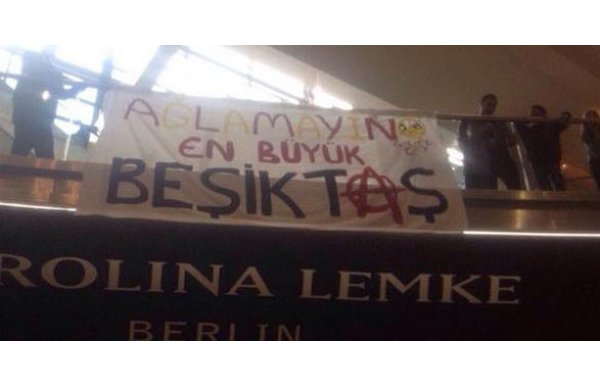 AĞLAMAYIN
EN BÜYÜK
BEŞİKTAŞ
ROLINA LEMKE
BERLIN